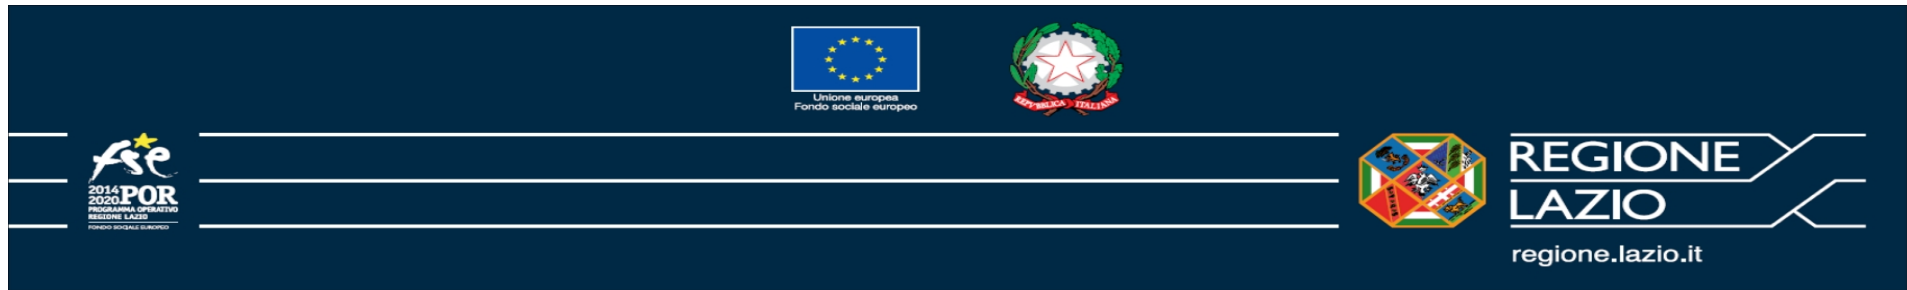 Unione europea
Fondo sociale europeo
REPVBBLICA ITALIANA
fse
2014
2020 POR
PROGRAMMA OPERATIVO
REGIONE LAZIO
FONDO SOCIALE EUROPEO
REGIONE
LAZIO
regione.lazio.it